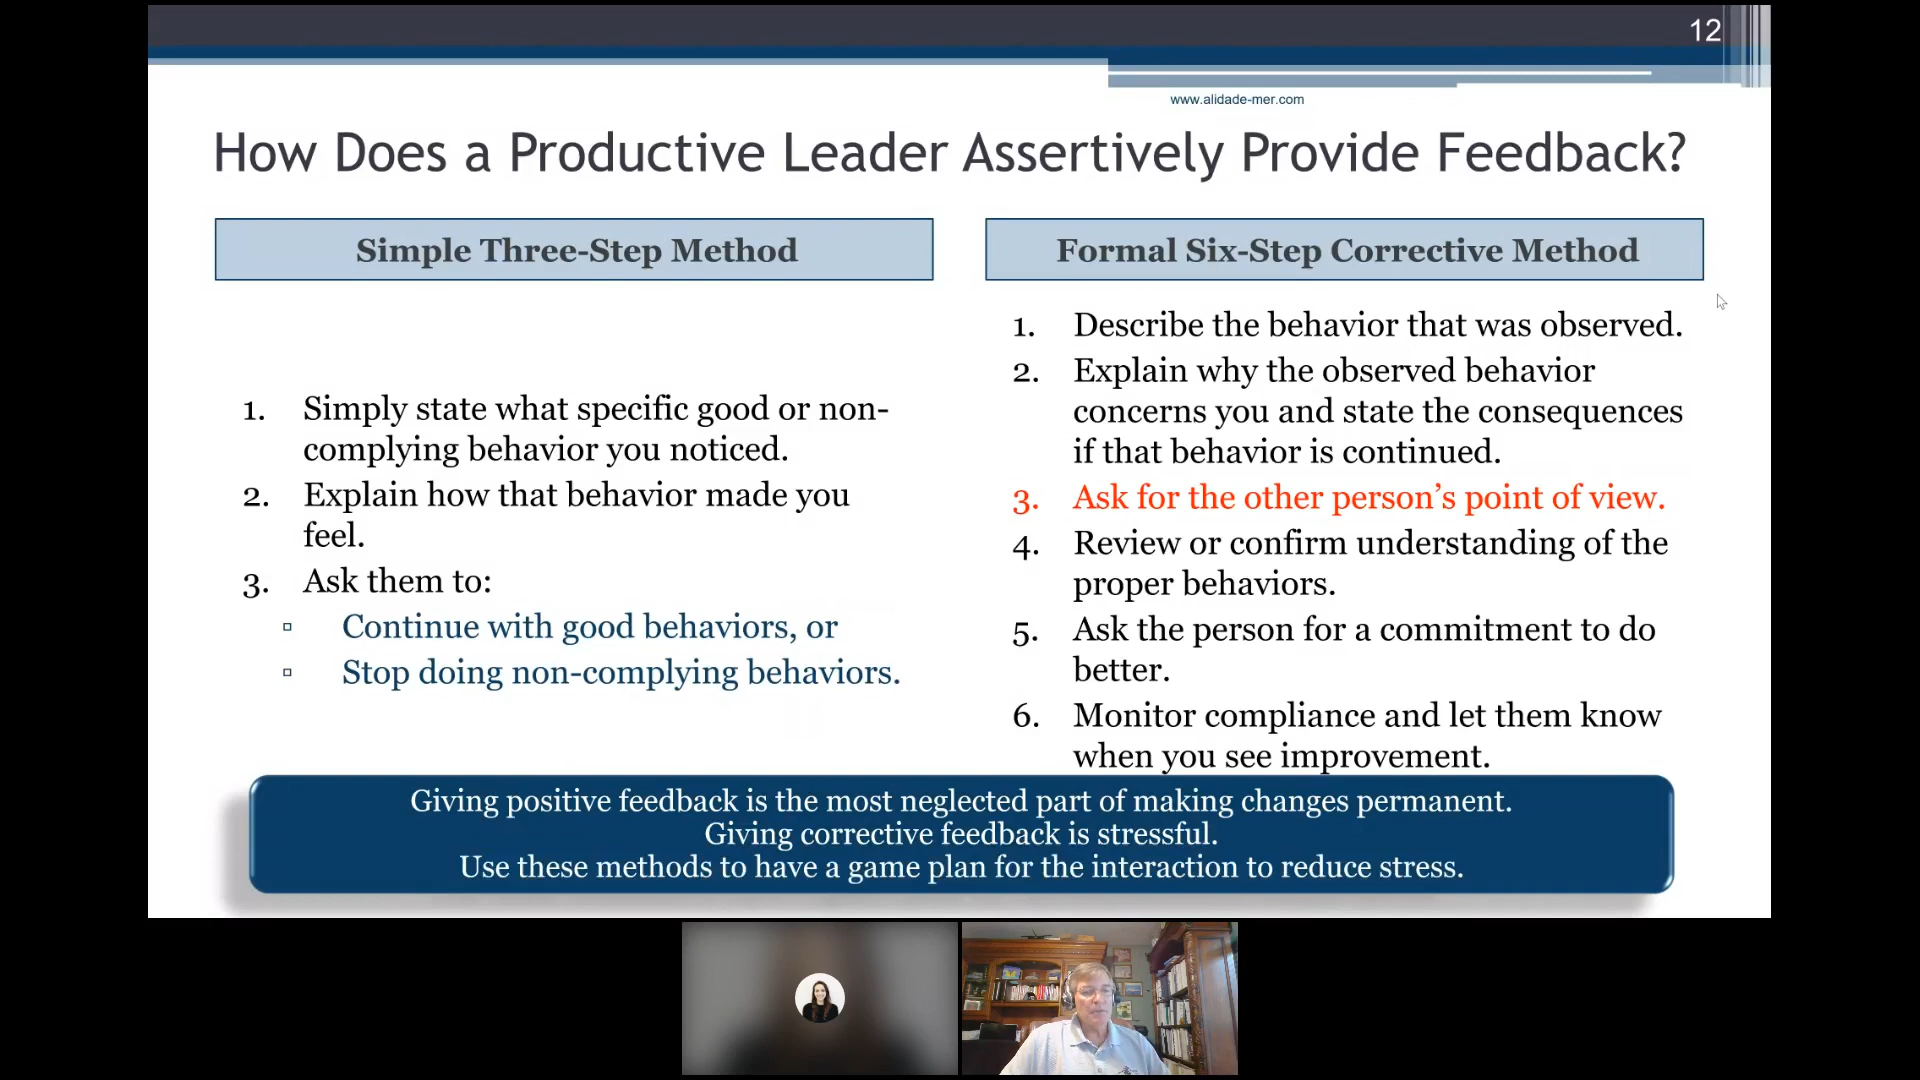 12
www.alidade-mer.com
How Does a Productive Leader Assertively Provide Feedback?
Simple Three-Step Method
1. Simply state what specific good or non-
complying behavior you noticed.
2. Explain how that behavior made you
feel.
3. Ask them to:
▫ Continue with good behaviors, or
▫ Stop doing non-complying behaviors.
Formal Six-Step Corrective Method
1. Describe the behavior that was observed.
2. Explain why the observed behavior
concerns you and state the consequences
if that behavior is continued.
3. Ask for the other person’s point of view.
4. Review or confirm understanding of the
proper behaviors.
5. Ask the person for a commitment to do
better.
6. Monitor compliance and let them know
when you see improvement.
Giving positive feedback is the most neglected part of making changes permanent.
Giving corrective feedback is stressful.
Use these methods to have a game plan for the interaction to reduce stress.